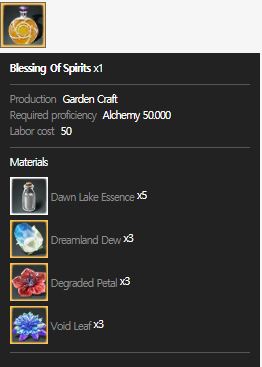 Blessing Of Spirits x1
Production Garden Craft
Required proficiency Alchemy 50.000
Labor cost 50
Materials
Dawn Lake Essence x5
Dreamland Dew x3
Degraded Petal x3
Void Leaf x3